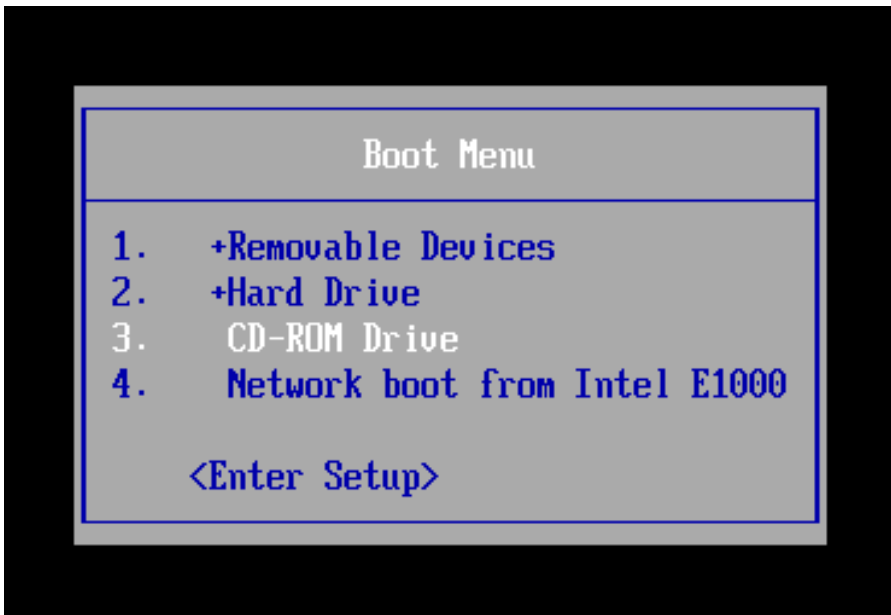 Boot Menu
1. +Removable Devices
2. +Hard Drive
3. CD-ROM Drive
4. Network boot from Intel E1000
<Enter Setup>